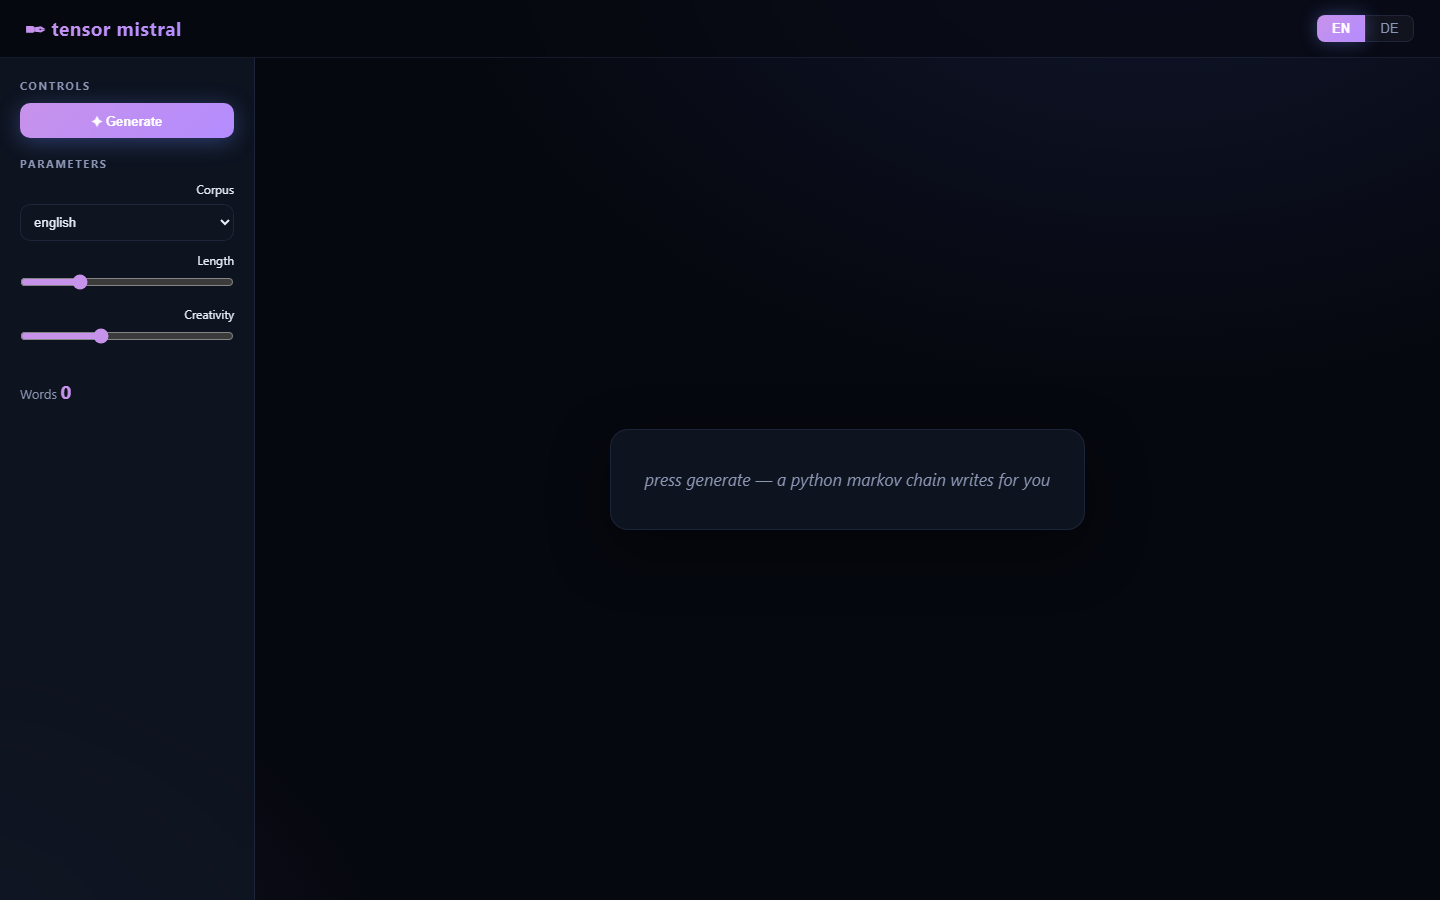 ✒ tensor mistral
EN DE
CONTROLS
✦ Generate
PARAMETERS
Corpus
english
Length
Creativity
Words 0
press generate — a python markov chain writes for you